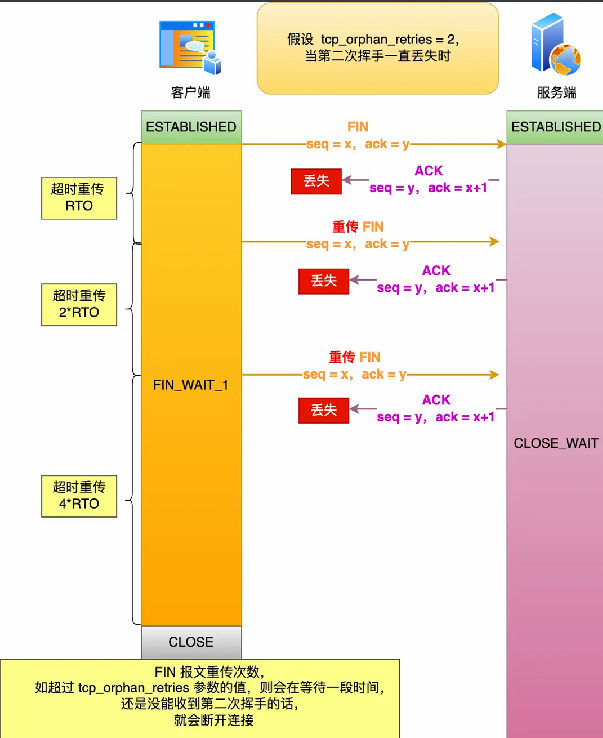 假设 tcp_orphan_retries = 2，
当第二次挥手一直丢失时
客户端
服务端
ESTABLISHED
ESTABLISHED
FIN
seq = x，ack = y
超时重传
RTO
丢失
ACK
seq = y，ack = x+1
重传 FIN
seq = x，ack = y
超时重传
2*RTO
丢失
ACK
seq = y，ack = x+1
重传 FIN
seq = x，ack = y
FIN_WAIT_1
丢失
ACK
seq = y，ack = x+1
CLOSE_WAIT
超时重传
4*RTO
CLOSE
FIN 报文重传次数，
如超过 tcp_orphan_retries 参数的值，则会在等待一段时间，
还是没能收到第二次挥手的话，
就会断开连接